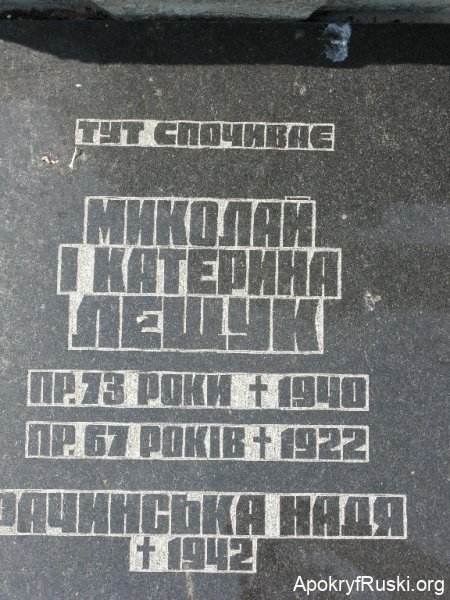 ТУТ СПОЧИВАЄ
МИКОЛАЙ
І КАТЕРИНА
ЛЕЩУК
ПР. 73 РОКИ † 1940
ПР. 67 РОКІВ † 1922
НАДЯ
† 1942
ApokryfRuski.org